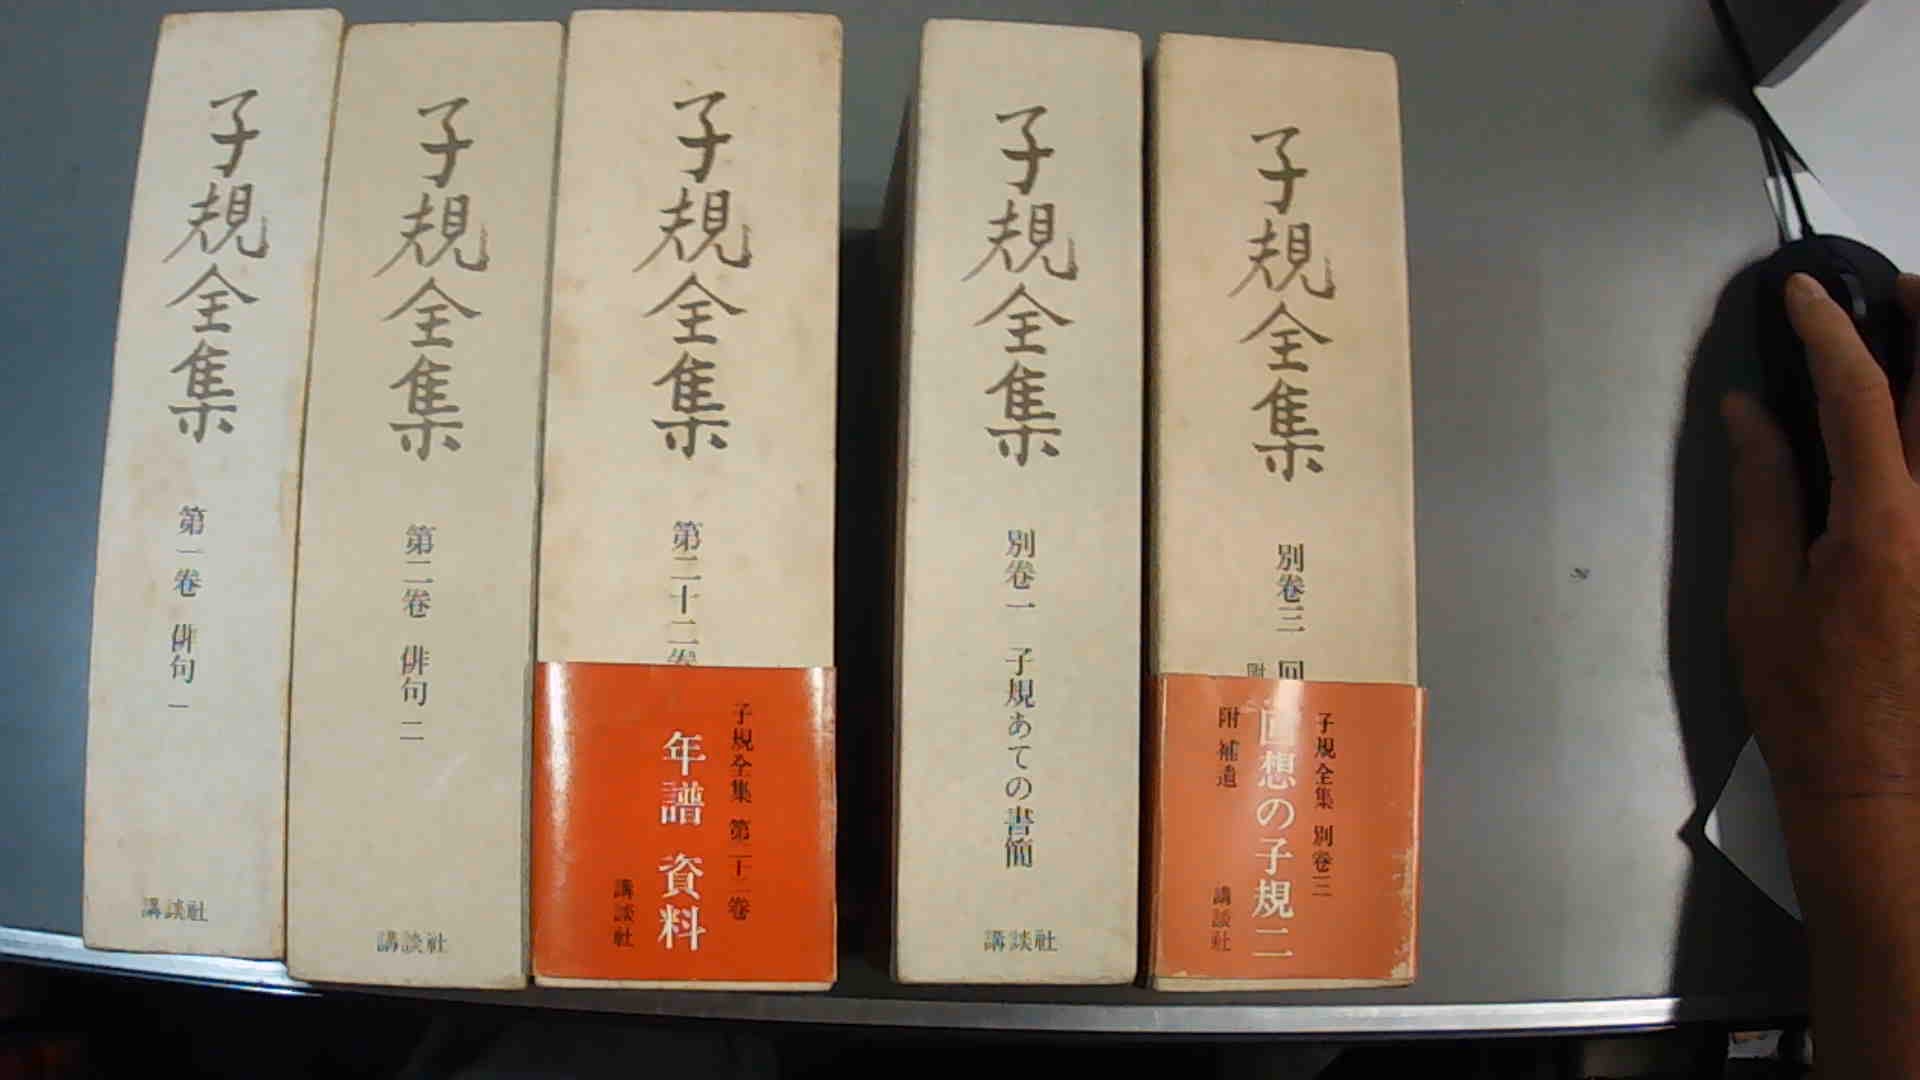 子規全集
第一巻 俳句 一
講談社
子規全集
第二巻 俳句 二
講談社
子規全集
第二十二巻
子規全集 第二十二巻
年譜 資料
講談社
子規全集
別巻一 子規あての書簡
講談社
子規全集
別巻三 回
附
子規全集 別巻三
回想の子規二
附 補遺
講談社